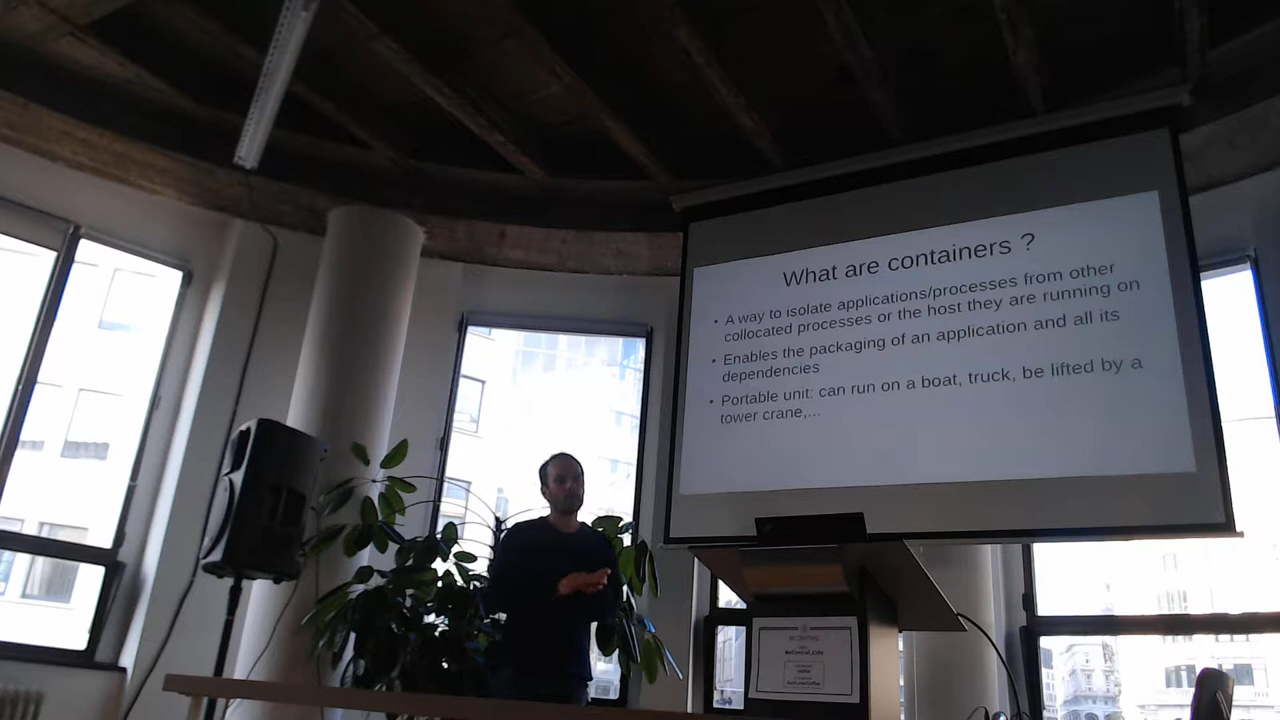 What are containers ?
• A way to isolate applications/processes from other
collocated processes or the host they are running on
• Enables the packaging of an application and all its
dependencies
• Portable unit: can run on a boat, truck, be lifted by a
tower crane,...
BeCentral_Cafe